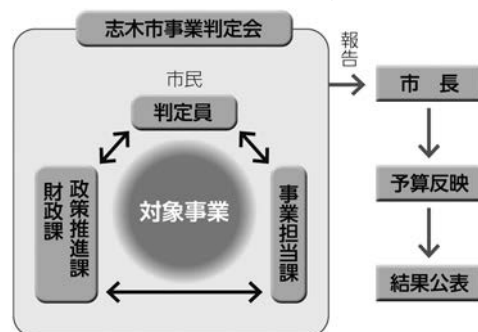 志木市事業判定会
報告
市民
判定員
市長
対象事業
政策推進課
財政課
事業担当課
予算反映
結果公表